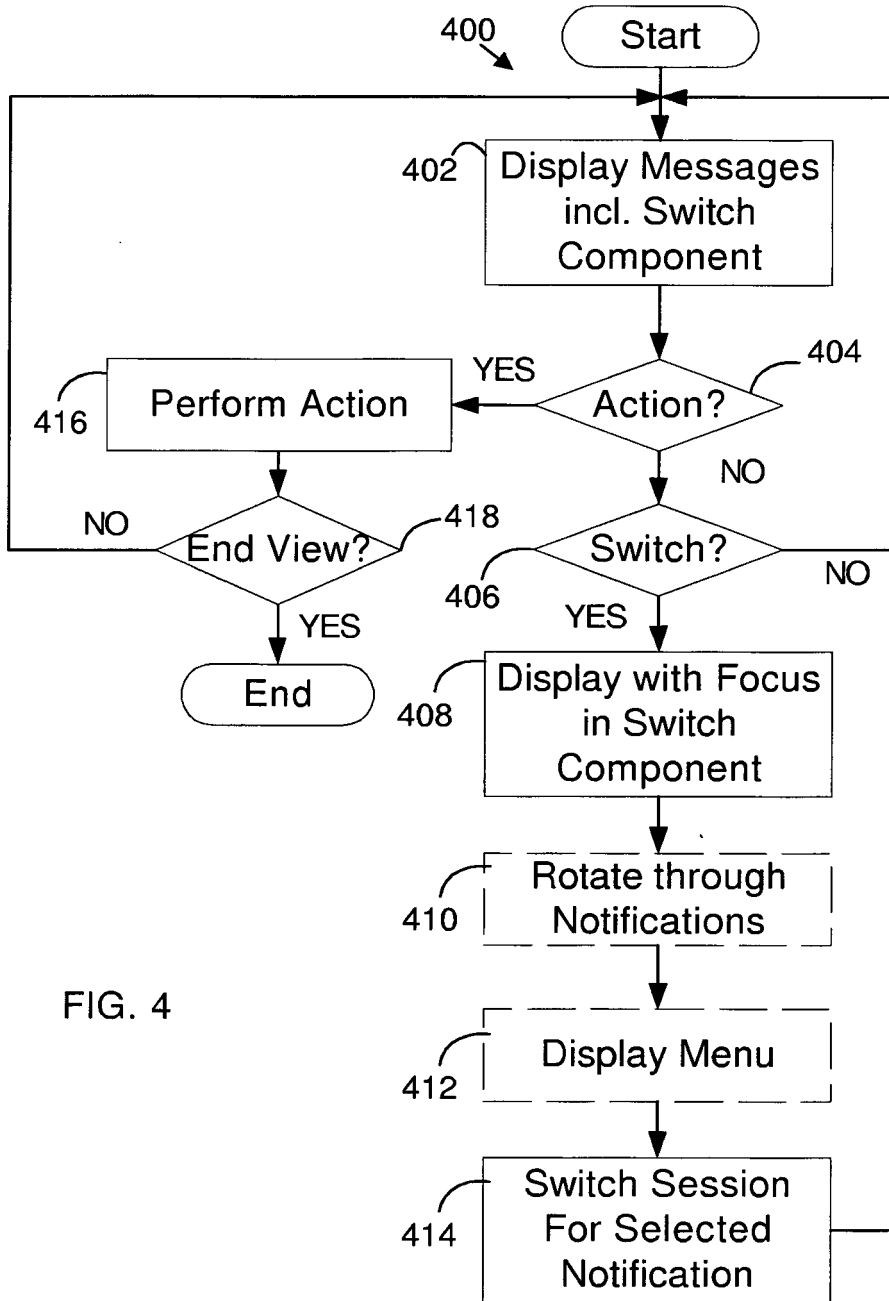 400
Start
402
Display Messages
incl. Switch
Component
404
YES
Action?
416
Perform Action
NO
NO
End View?
418
Switch?
406
NO
YES
YES
End
408
Display with Focus
in Switch
Component
410
Rotate through
Notifications
FIG. 4
412
Display Menu
414
Switch Session
For Selected
Notification